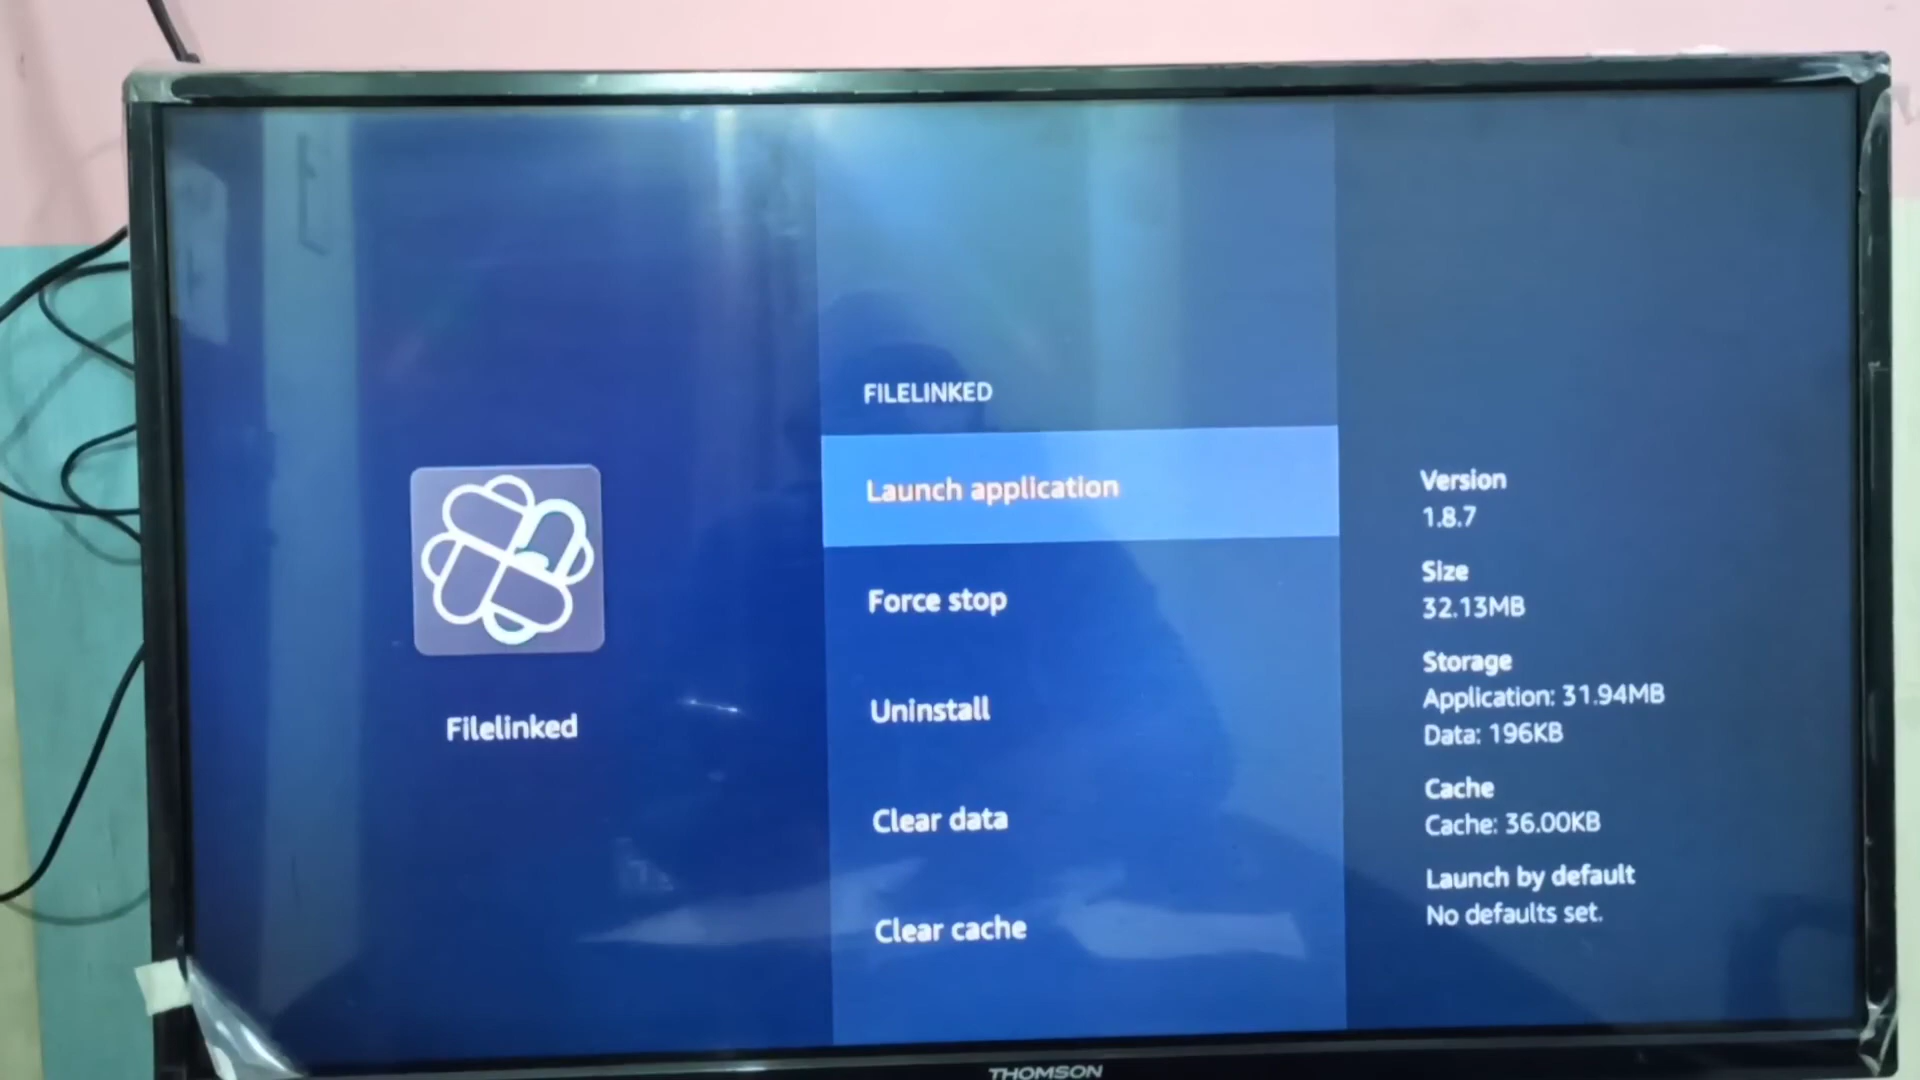 FILELINKED
Launch application
Force stop
Uninstall
Clear data
Clear cache
Filelinked
Version
1.8.7
Size
32.13MB
Storage
Application: 31.94MB
Data: 196KB
Cache
Cache: 36.00KB
Launch by default
No defaults set.
THOMSON